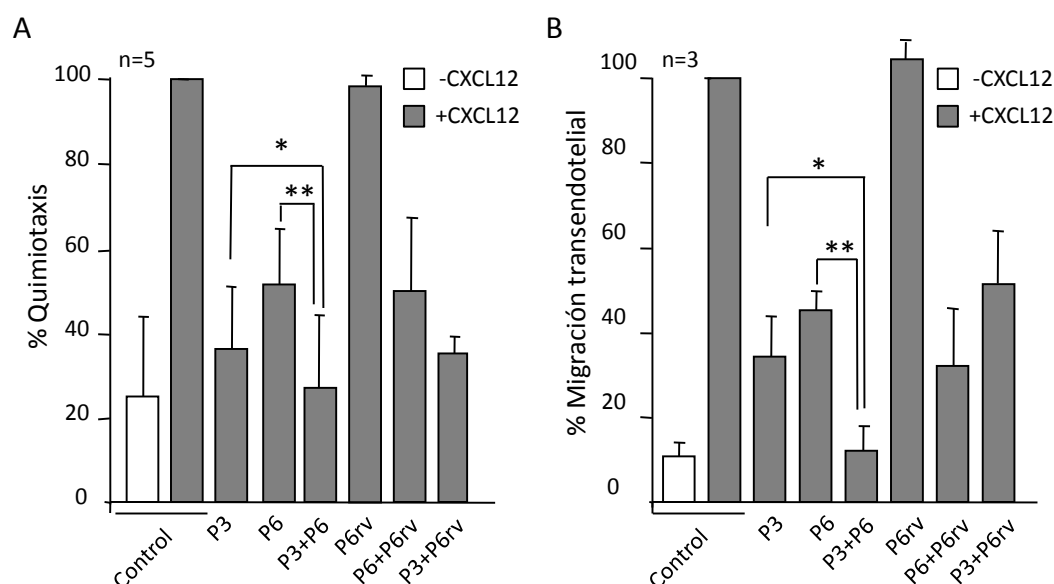 A
n=5
-CXCL12
+CXCL12
% Quimiotaxis
100
80
60
40
20
0
*
**
Control
P3
P6
P3+P6
P6rv
P6+P6rv
P3+P6rv
B
n=3
-CXCL12
+CXCL12
% Migración transendotelial
100
80
60
40
20
0
*
**
Control
P3
P6
P3+P6
P6rv
P6+P6rv
P3+P6rv